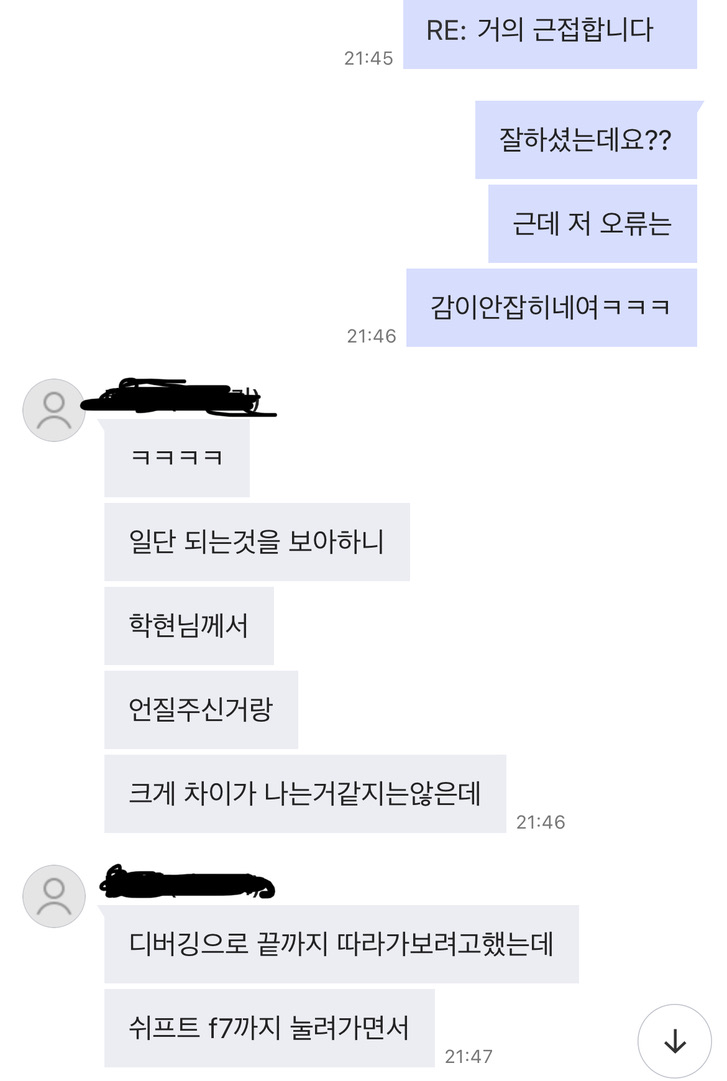 RE: 거의 근접합니다
21:45
잘하셨는데요??
근데 저 오류는
감이안잡히네여ㅋㅋㅋ
21:46
ㅋㅋㅋㅋ
일단 되는것을 보아하니
학현님께서
언질주신거랑
크게 차이가 나는거같지는않은데
21:46
디버깅으로 끝까지 따라가보려고했는데
쉬프트 f7까지 눌려가면서
21:47